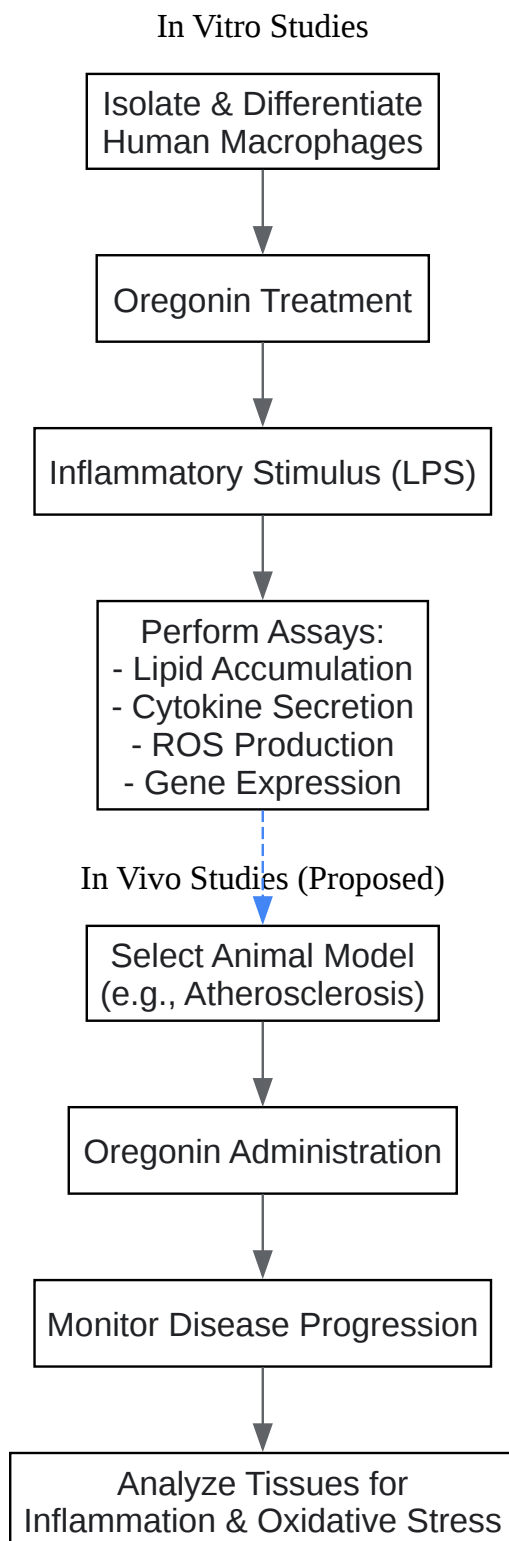 In Vitro Studies
Isolate & Differentiate
Human Macrophages
Oregonin Treatment
Inflammatory Stimulus (LPS)
Perform Assays:
- Lipid Accumulation
- Cytokine Secretion
- ROS Production
- Gene Expression
In Vivo Studies (Proposed)
Select Animal Model
(e.g., Atherosclerosis)
Oregonin Administration
Monitor Disease Progression
Analyze Tissues for
Inflammation & Oxidative Stress